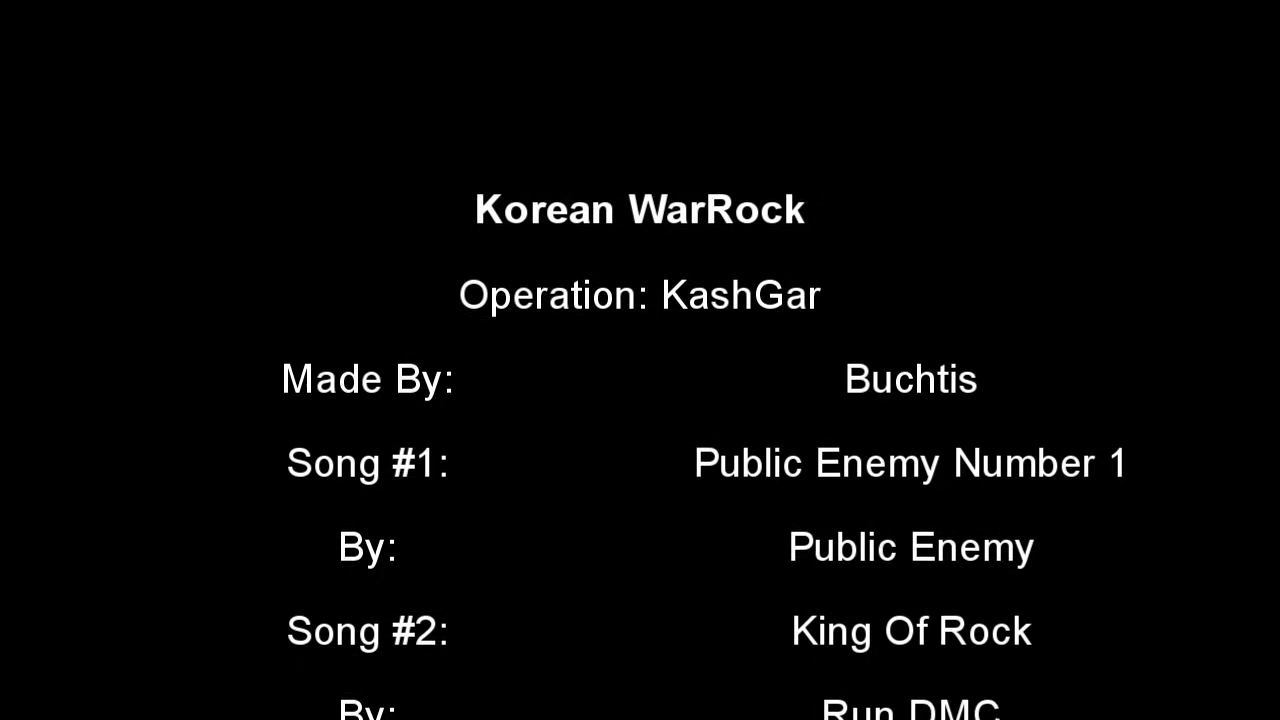 Korean WarRock
Operation: KashGar
Made By: Buchtis
Song #1: Public Enemy Number 1
By: Public Enemy
Song #2: King Of Rock
By: Run DMC